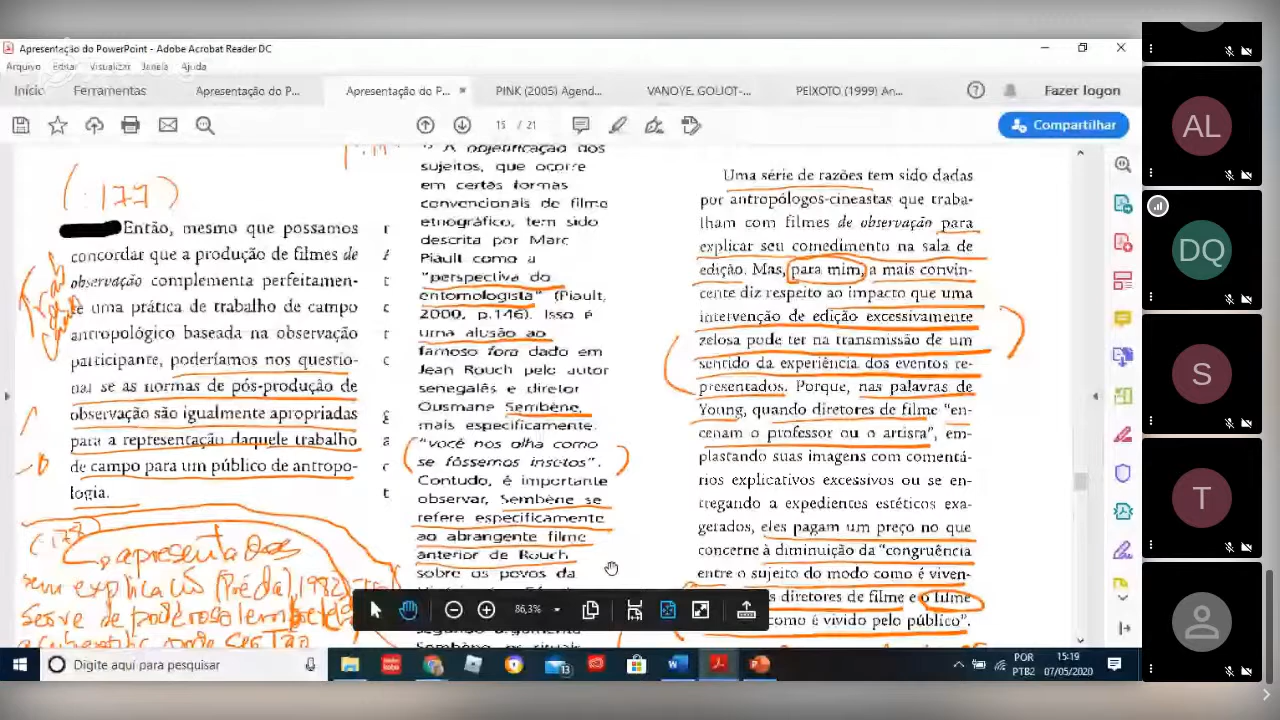 Apresentação do PowerPoint - Adobe Acrobat Reader DC
Arquivo Editar Visualizar Janela Ajuda
Início Ferramentas Apresentação do P... Apresentação do P... × PINK (2005) Agend... VANOYE, GOLIOT-... PEIXOTO (1999) An... Fazer logon
15 / 21
Compartilhar
(:177)
Então, mesmo que possamos
concordar que a produção de filmes de
observação complementa perfeitamen-
te uma prática de trabalho de campo
antropológico baseada na observação
participante, poderíamos nos questio-
nar se as normas de pós-produção de
observação são igualmente apropriadas
para a representação daquele trabalho
de campo para um público de antropo-
logia.
apresentados
sem explicação (Préda, 1992)
serve de poderoso
A objetificação dos
sujeitos, que ocorre
em certas formas
convencionais de filme
etnográfico, tem sido
descrita por Marc
Piault como a
"perspectiva do
entomologista" (Piault,
2000, p.146). Isso é
uma alusão ao
famoso fora dado em
Jean Rouch pelo autor
senegalês e diretor
Ousmane Sembène,
mais especificamente.
"você nos olha como
se fôssemos insetos".
Contudo, é importante
observar, Sembène se
refere especificamente
ao abrangente filme
anterior de Rouch
sobre os povos da
Uma série de razões tem sido dadas
por antropólogos-cineastas que traba-
lham com filmes de observação para
explicar seu comedimento na sala de
edição. Mas, para mim, a mais convin-
cente diz respeito ao impacto que uma
intervenção de edição excessivamente
zelosa pode ter na transmissão de um
sentido da experiência dos eventos re-
presentados. Porque, nas palavras de
Young, quando diretores de filme "en-
cenam o professor ou o artista", em-
plastando suas imagens com comentá-
rios explicativos excessivos ou se en-
tregando a expedientes estéticos exa-
gerados, eles pagam um preço no que
concerne à diminuição da "congruência
entre o sujeito do modo como é viven-
diretores de filme e o filme
como é vivido pelo público".
86,3%
Digite aqui para pesquisar
13
POR
PTB2
15:19
07/05/2020
AL
DQ
S
T